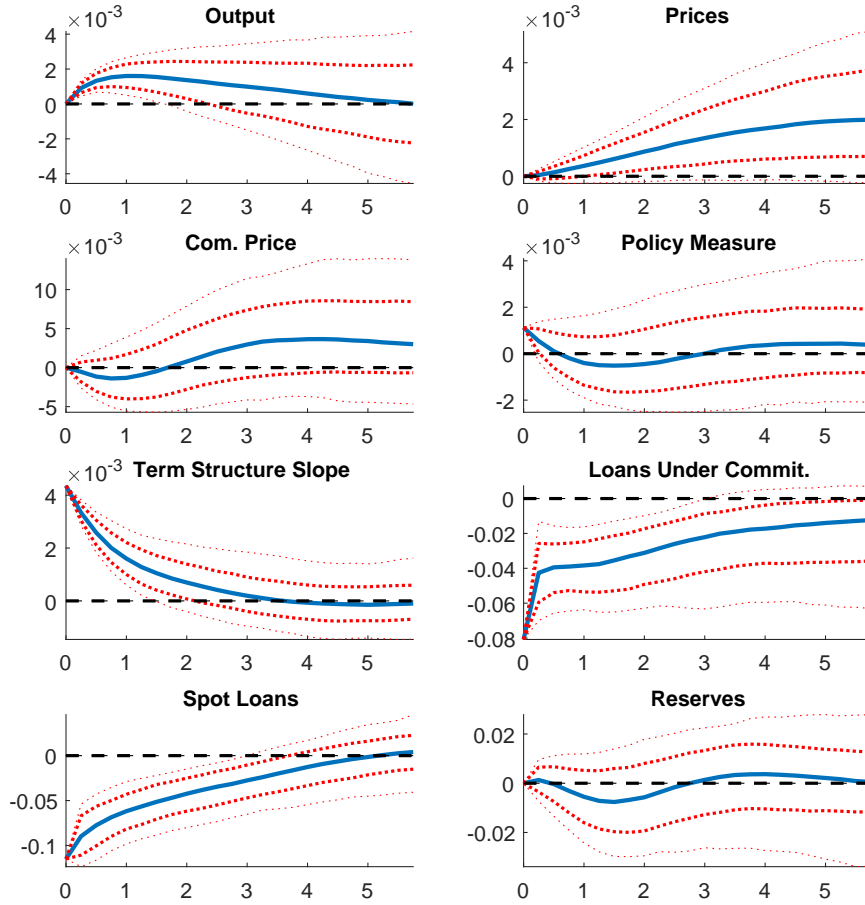 Output
×10⁻³
4
2
0
-2
-4
0 1 2 3 4 5
Prices
×10⁻³
4
2
0
0 1 2 3 4 5
Com. Price
×10⁻³
10
5
0
-5
0 1 2 3 4 5
Policy Measure
×10⁻³
4
2
0
-2
0 1 2 3 4 5
Term Structure Slope
×10⁻³
4
2
0
0 1 2 3 4 5
Loans Under Commit.
0
-0.02
-0.04
-0.06
-0.08
0 1 2 3 4 5
Spot Loans
0
-0.05
-0.1
0 1 2 3 4 5
Reserves
0.02
0
-0.02
0 1 2 3 4 5